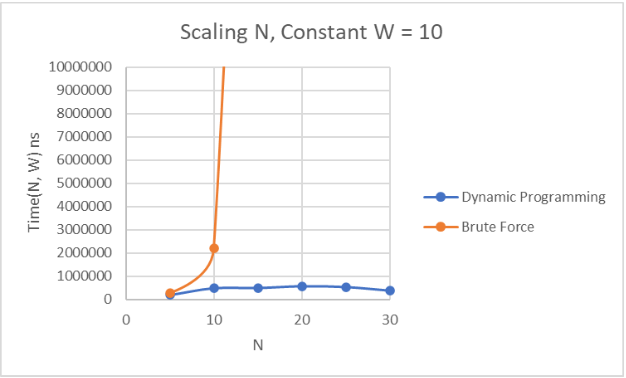 Scaling N, Constant W = 10
Time(N, W) ns
10000000
9000000
8000000
7000000
6000000
5000000
4000000
3000000
2000000
1000000
0
0 10 20 30
N
Dynamic Programming
Brute Force